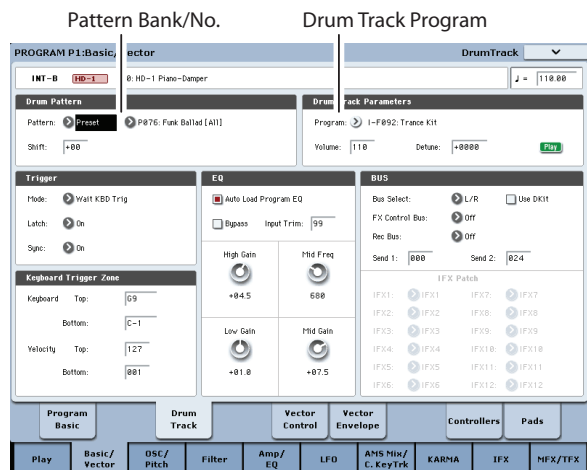 Pattern Bank/No. Drum Track Program
PROGRAM P1:Basic/ ector DrumTrack
INT-B HD-1 0: HD-1 Piano-Damper ♩ = 110.00
Drum Pattern
Pattern: Preset P076: Funk Ballad [All]
Shift: +00
Drum Track Parameters
Program: I-F092: Trance Kit
Volume: 110 Detune: +0000 Play
Trigger
Mode: Wait KBD Trig
Latch: On
Sync: On
Keyboard Trigger Zone
Keyboard Top: G9
Bottom: C-1
Velocity Top: 127
Bottom: 001
EQ
Auto Load Program EQ
Bypass Input Trim: 99
High Gain Mid Freq
+04.5 680
Low Gain Mid Gain
+01.0 +07.5
BUS
Bus Select: L/R Use DKit
FX Control Bus: Off
Rec Bus: Off
Send 1: 000 Send 2: 024
IFX Patch
IFX1: IFX1 IFX7: IFX7
IFX2: IFX2 IFX8: IFX8
IFX3: IFX3 IFX9: IFX9
IFX4: IFX4 IFX10: IFX10
IFX5: IFX5 IFX11: IFX11
IFX6: IFX6 IFX12: IFX12
Program Basic Drum Track Vector Control Vector Envelope Controllers Pads
Play Basic/ Vector OSC/ Pitch Filter Amp/ EQ LFO AMS Mix/ C. KeyTrk KARMA IFX MFX/TFX